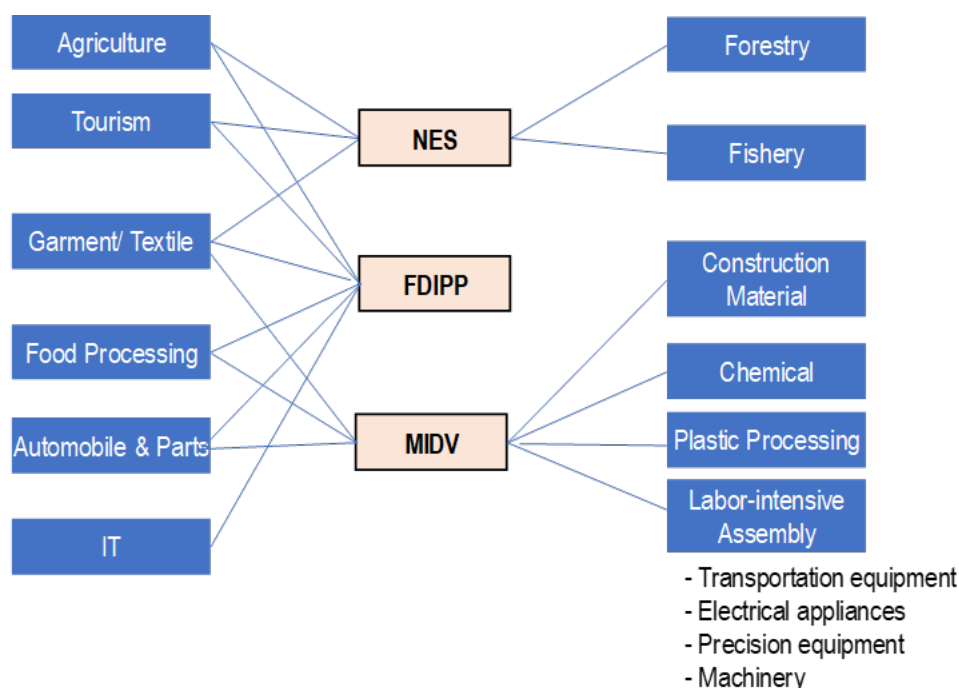 Agriculture
Tourism
Garment/ Textile
Food Processing
Automobile & Parts
IT
NES
FDIPP
MIDV
Forestry
Fishery
Construction
Material
Chemical
Plastic Processing
Labor-intensive
Assembly
- Transportation equipment
- Electrical appliances
- Precision equipment
- Machinery